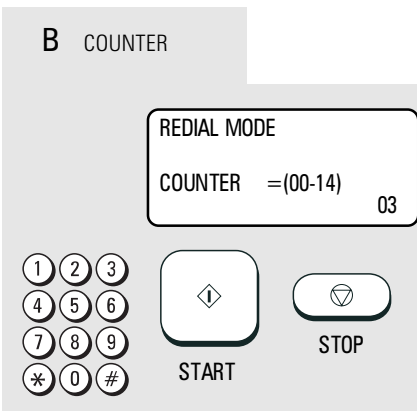 B COUNTER
REDIAL MODE
COUNTER =(00-14)
03
1 2 3
4 5 6
7 8 9
* 0 #
START
STOP